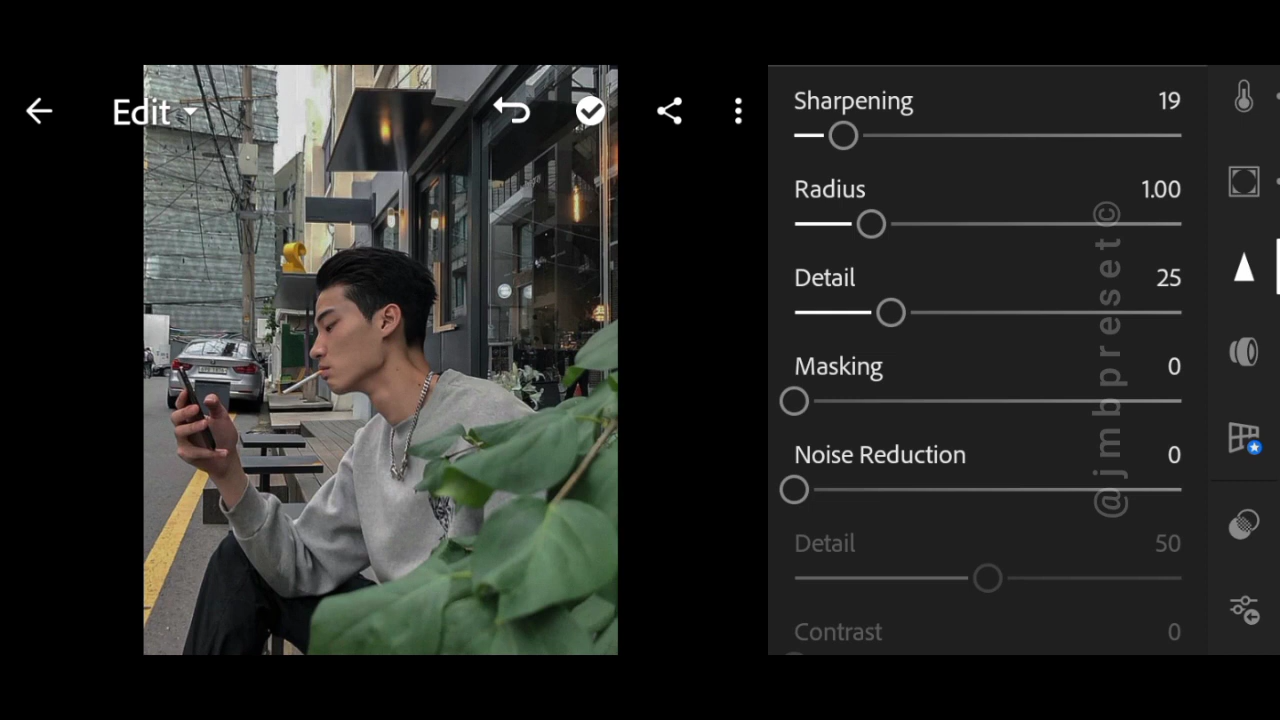 Edit
Sharpening 19
Radius 1.00
Detail 25
Masking 0
Noise Reduction 0
Detail 50
Contrast 0
@jmbpreset©